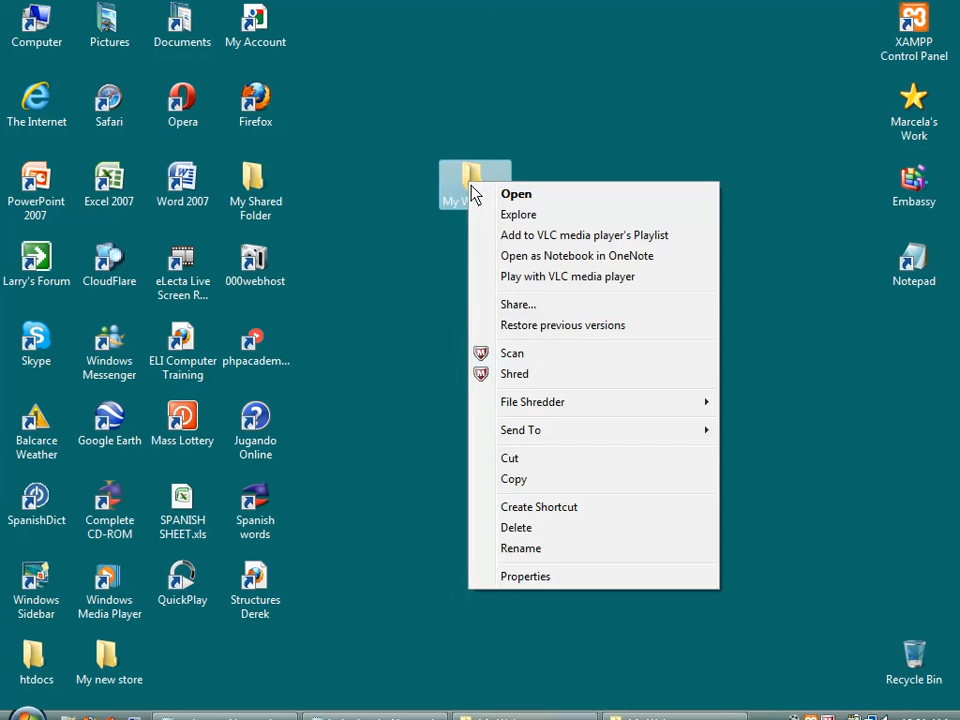 Computer
Pictures
Documents
My Account
XAMPP
Control Panel
The Internet
Safari
Opera
Firefox
Marcela's
Work
PowerPoint
2007
Excel 2007
Word 2007
My Shared
Folder
My
Embassy
Larry's Forum
CloudFlare
eLecta Live
Screen R...
000webhost
Notepad
Skype
Windows
Messenger
ELI Computer
Training
phpacadem...
Balcarce
Weather
Google Earth
Mass Lottery
Jugando
Online
SpanishDict
Complete
CD-ROM
SPANISH
SHEET.xls
Spanish
words
Windows
Sidebar
Windows
Media Player
QuickPlay
Structures
Derek
htdocs
My new store
Recycle Bin
Open
Explore
Add to VLC media player's Playlist
Open as Notebook in OneNote
Play with VLC media player
Share...
Restore previous versions
Scan
Shred
File Shredder
Send To
Cut
Copy
Create Shortcut
Delete
Rename
Properties